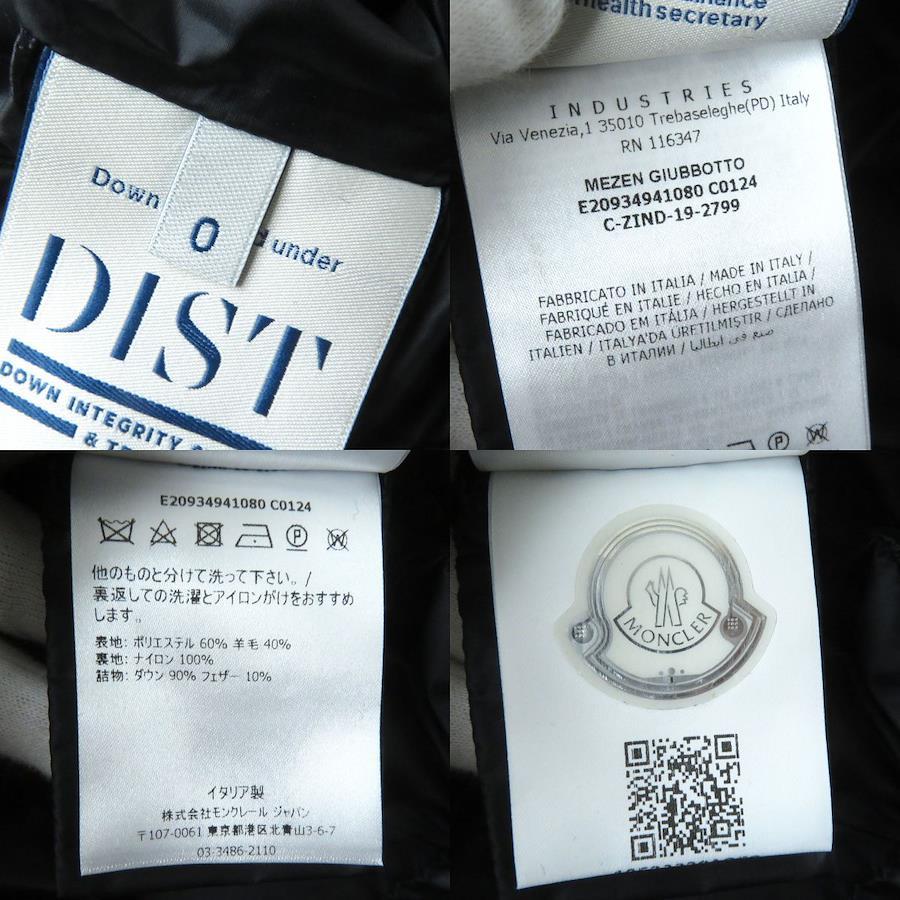 Down
0
under
DIST
DOWN INTEGRITY
&
health secretary
INDUSTRIES
Via Venezia,1 35010 Trebaseleghe(PD) Italy
RN 116347
MEZEN GIUBBOTTO
E20934941080 C0124
C-ZIND-19-2799
FABBRICATO IN ITALIA / MADE IN ITALY /
FABRIQUÉ EN ITALIE / HECHO EN ITALIA /
FABRICADO EM ITÁLIA / HERGESTELLT IN
ITALIEN / ITALYA'DA ÜRETILMIŞTIR / СДЕЛАНО
В ИТАЛИИ / صنع في ايطاليا
P W
E20934941080 C0124
P W
他のものと分けて洗って下さい。/
裏返しての洗濯とアイロンがけをおすすめ
します。
表地: ポリエステル 60% 羊毛 40%
裏地: ナイロン 100%
詰物: ダウン 90% フェザー 10%
イタリア製
株式会社モンクレール ジャパン
〒107-0061 東京都港区北青山3-6-7
03-3486-2110
MONCLER